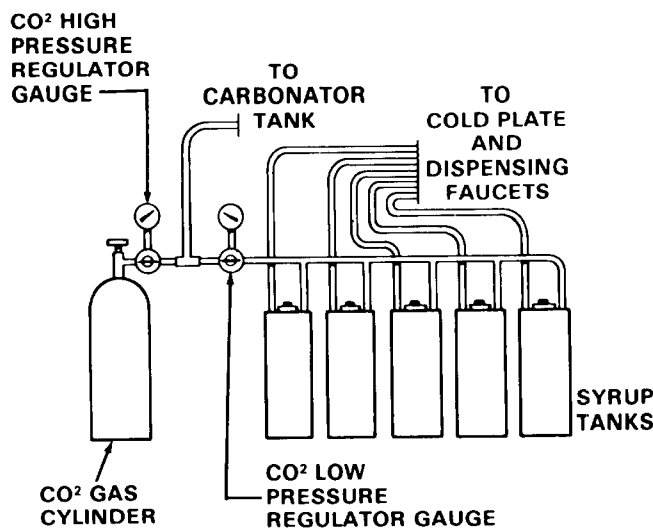 CO² HIGH
PRESSURE
REGULATOR
GAUGE
TO
CARBONATOR
TANK
TO
COLD PLATE
AND
DISPENSING
FAUCETS
SYRUP
TANKS
CO² GAS
CYLINDER
CO² LOW
PRESSURE
REGULATOR GAUGE